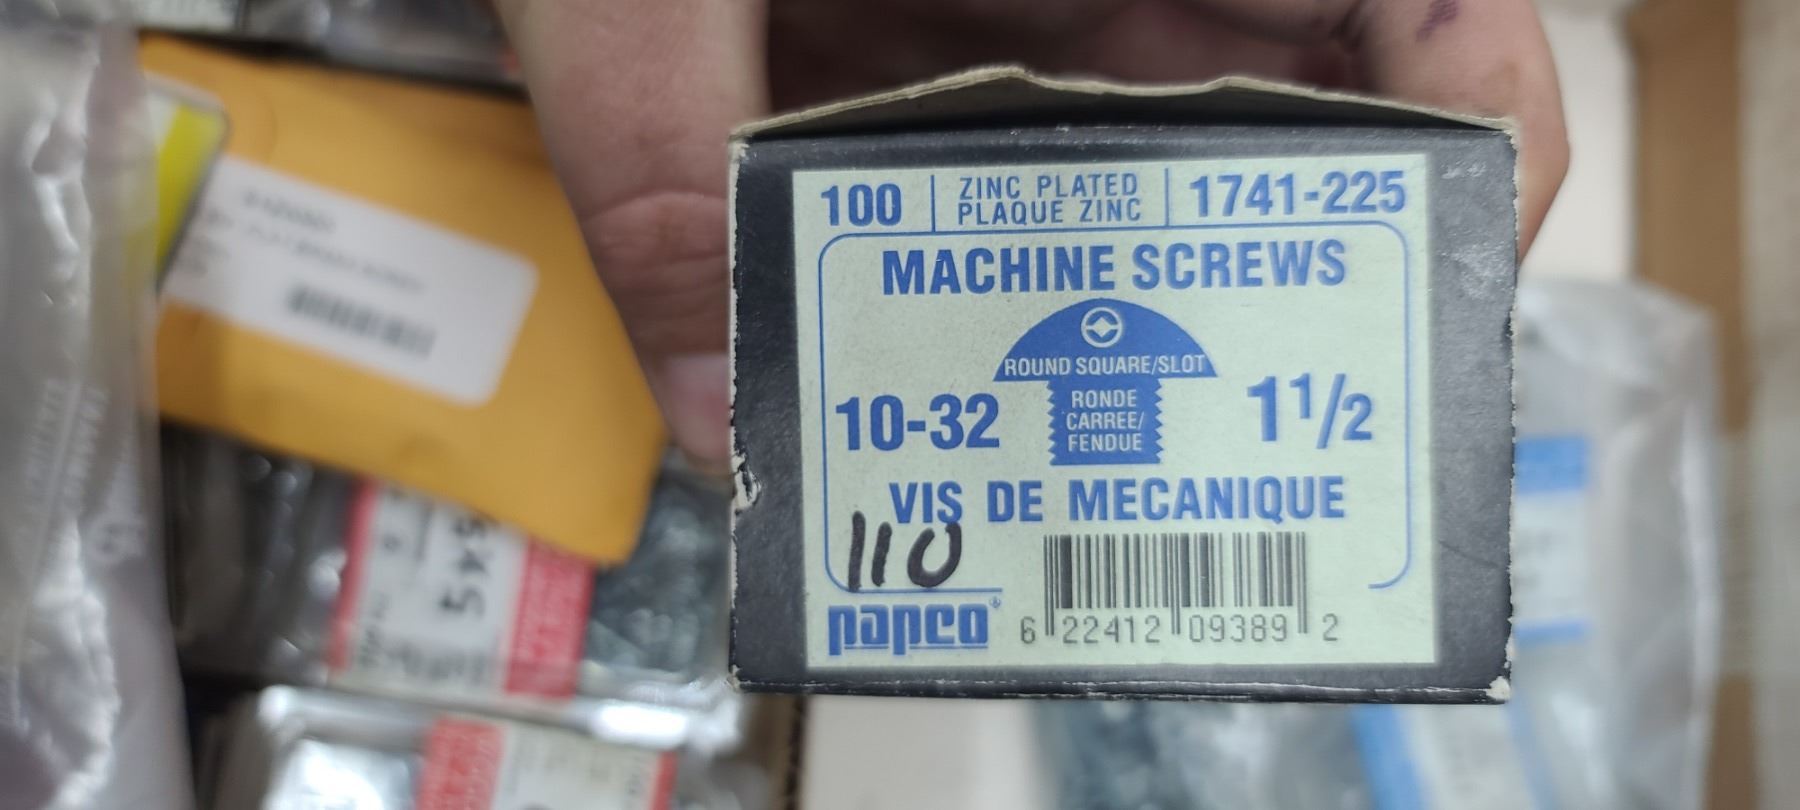 100 ZINC PLATED 1741-225
PLAQUE ZINC
MACHINE SCREWS
ROUND SQUARE/SLOT
10-32 RONDE 1 1/2
CARREE/
FENDUE
VIS DE MECANIQUE
110
papco®
6 22412 09389 2
5x45